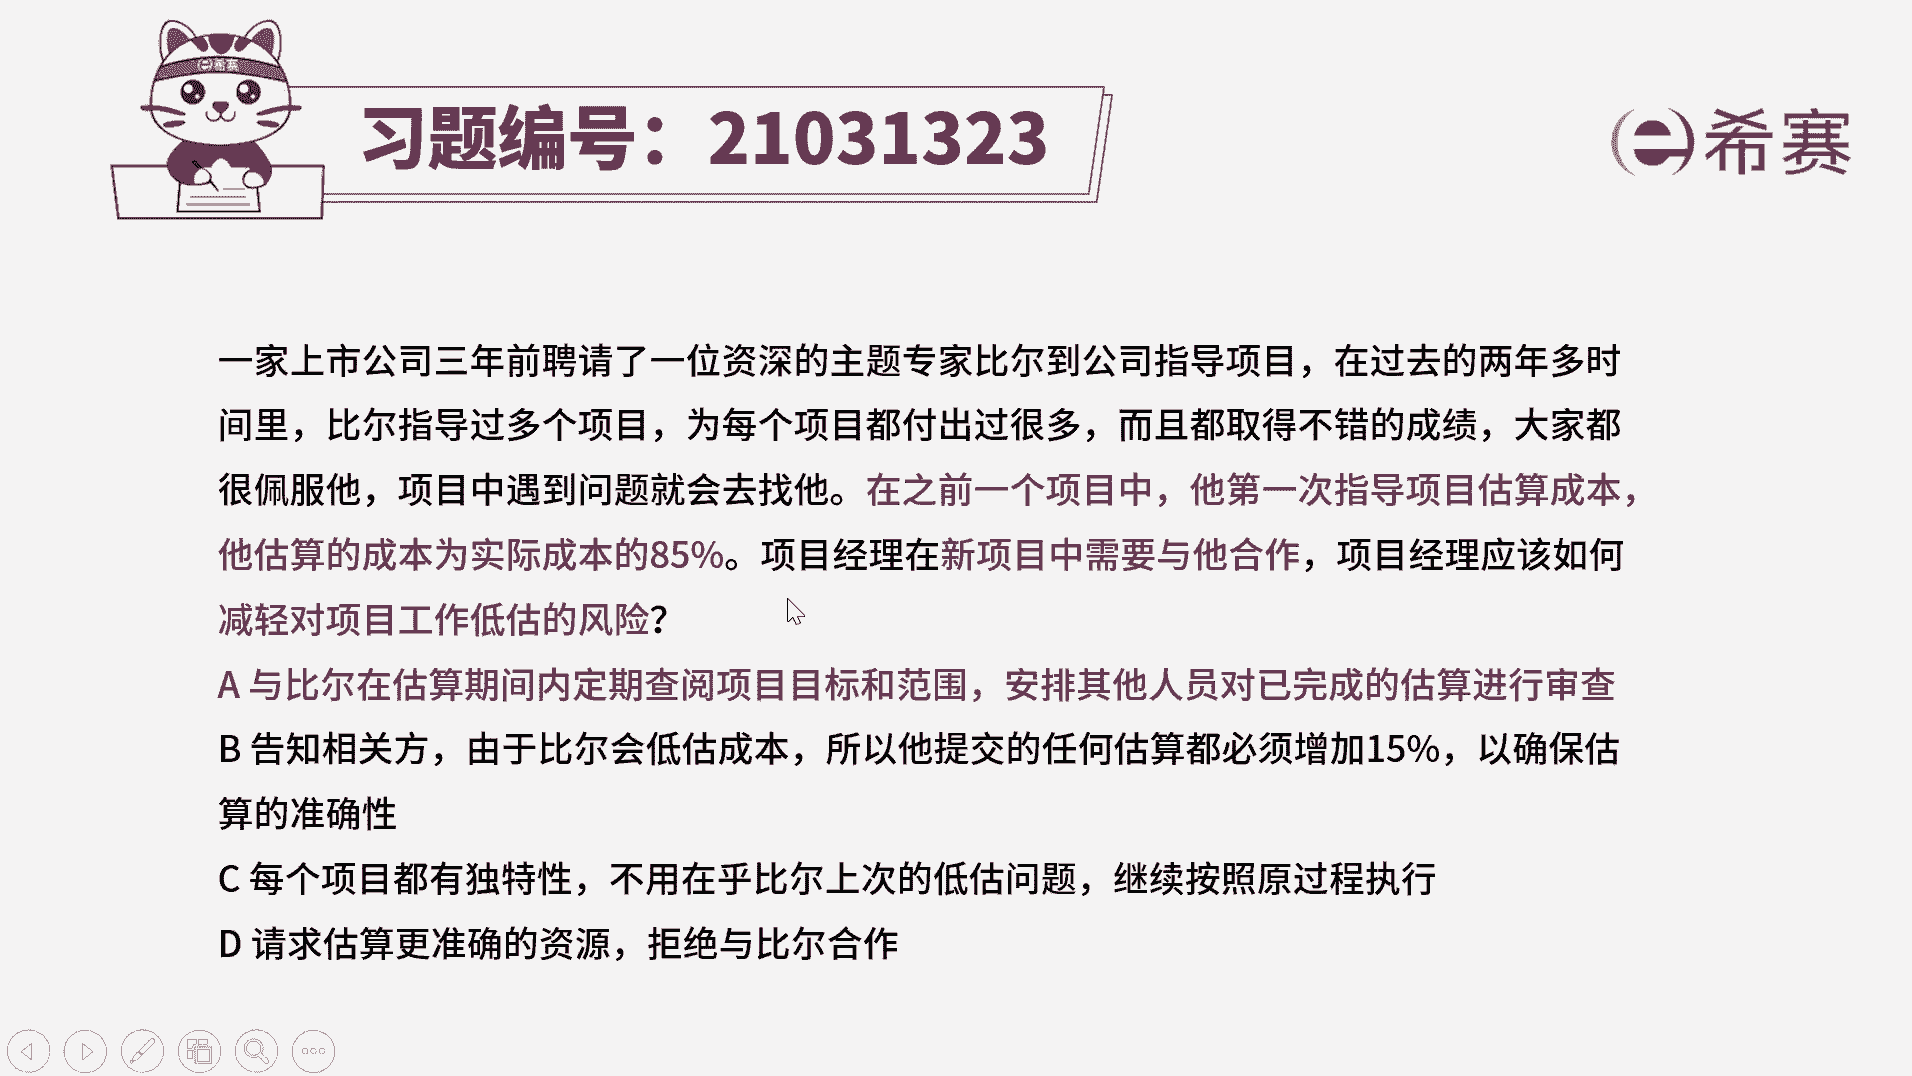 希赛
习题编号：21031323
希赛
一家上市公司三年前聘请了一位资深的主题专家比尔到公司指导项目，在过去的两年多时
间里，比尔指导过多个项目，为每个项目都付出过很多，而且都取得不错的成绩，大家都
很佩服他，项目中遇到问题就会去找他。在之前一个项目中，他第一次指导项目估算成本，
他估算的成本为实际成本的85%。项目经理在新项目中需要与他合作，项目经理应该如何
减轻对项目工作低估的风险？
A 与比尔在估算期间内定期查阅项目目标和范围，安排其他人员对已完成的估算进行审查
B 告知相关方，由于比尔会低估成本，所以他提交的任何估算都必须增加15%，以确保估
算的准确性
C 每个项目都有独特性，不用在乎比尔上次的低估问题，继续按照原过程执行
D 请求估算更准确的资源，拒绝与比尔合作